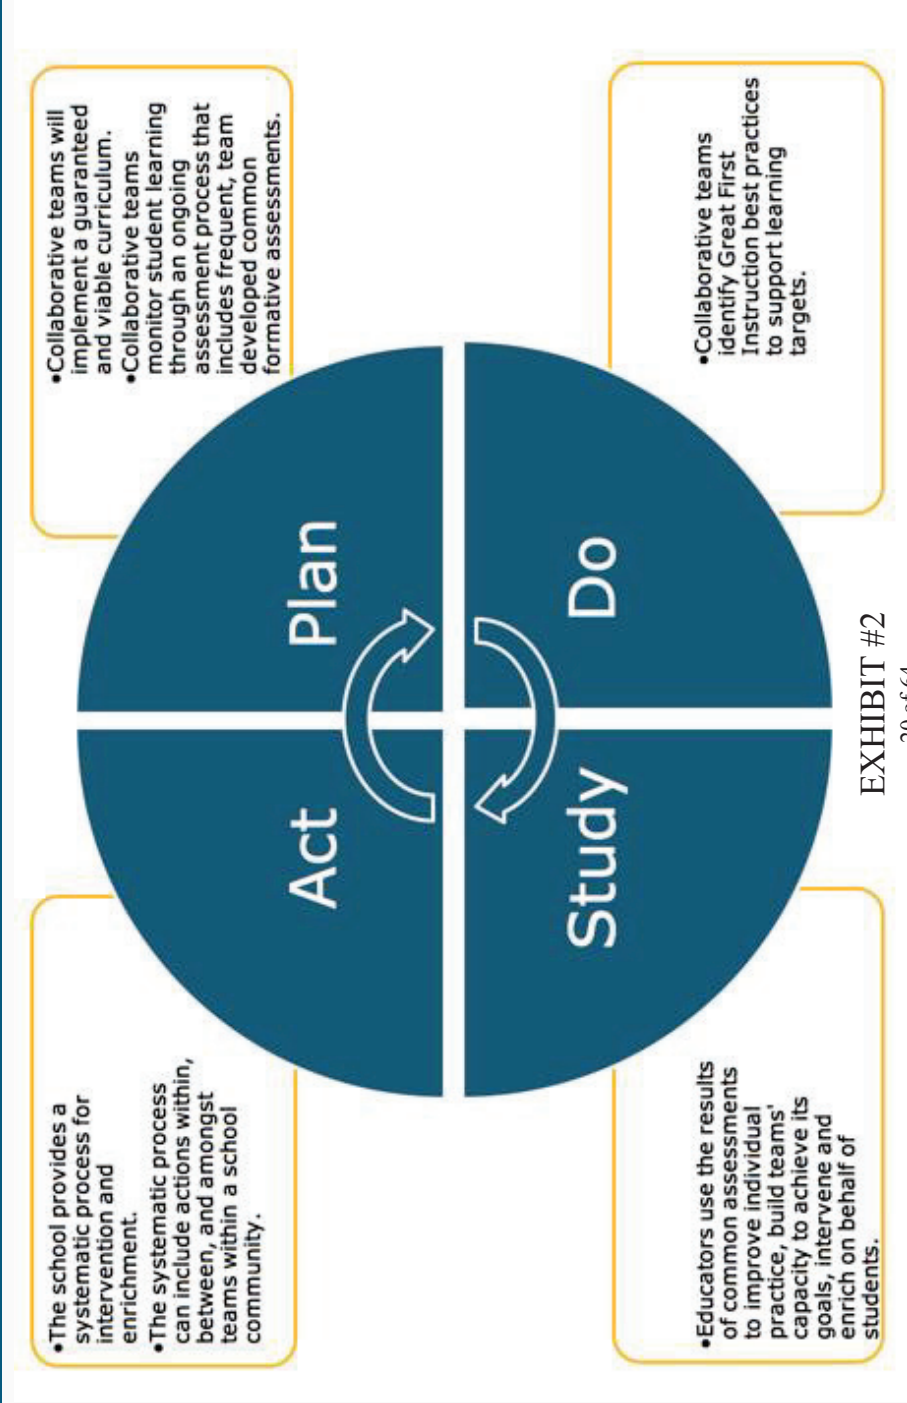 •The school provides a
systematic process for
intervention and
enrichment.
•The systematic process
can include actions within,
between, and amongst
teams within a school
community.
•Collaborative teams will
implement a guaranteed
and viable curriculum.
•Collaborative teams
monitor student learning
through an ongoing
assessment process that
includes frequent, team
developed common
formative assessments.
Act
Plan
Study
Do
•Educators use the results
of common assessments
to improve individual
practice, build teams'
capacity to achieve its
goals, intervene and
enrich on behalf of
students.
•Collaborative teams
identify Great First
Instruction best practices
to support learning
targets.
EXHIBIT #2
of 64